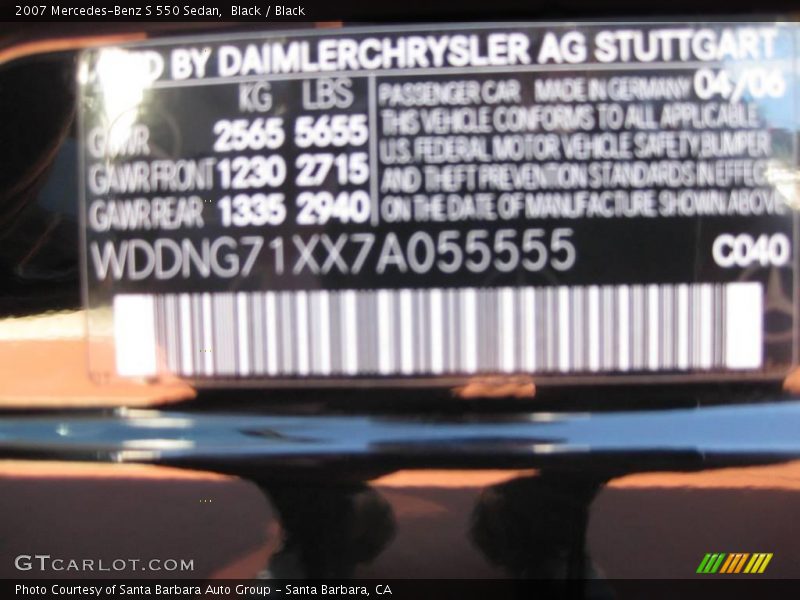 2007 Mercedes-Benz S 550 Sedan,  Black / Black
BY DAIMLERCHRYSLER AG STUTTGART
KG LBS
GVWR 2565 5655
GAWR FRONT 1230 2715
GAWR REAR 1335 2940
PASSENGER CAR MADE IN GERMANY 04/06
THIS VEHICLE CONFORMS TO ALL APPLICABLE
U.S. FEDERAL MOTOR VEHICLE SAFETY, BUMPER
AND THEFT PREVENTION STANDARDS IN EFFECT
ON THE DATE OF MANUFACTURE SHOWN ABOVE
WDDNG71XX7A055555 C040
GTCARLOT.COM
Photo Courtesy of Santa Barbara Auto Group - Santa Barbara, CA